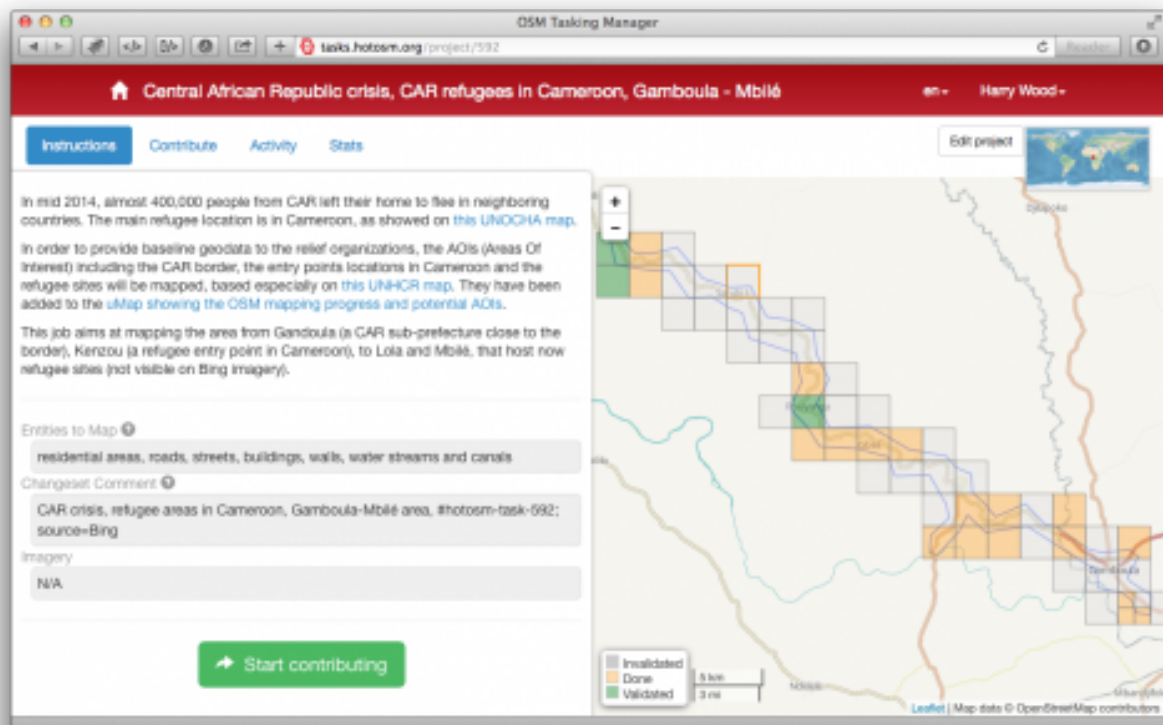 OSM Tasking Manager
tasks.hotosm.org/project/592
Reader
Central African Republic crisis, CAR refugees in Cameroon, Gamboula - Mbilé
en
Harry Wood
Instructions
Contribute
Activity
Stats
Edit project
In mid 2014, almost 400,000 people from CAR left their home to flee in neighboring
countries. The main refugee location is in Cameroon, as showed on this UNOCHA map.
In order to provide baseline geodata to the relief organizations, the AOIs (Areas Of
Interest) including the CAR border, the entry points locations in Cameroon and the
refugee sites will be mapped, based especially on this UNHCR map. They have been
added to the uMap showing the OSM mapping progress and potential AOIs.
This job aims at mapping the area from Gandoula (a CAR sub-prefecture close to the
border), Kenzou (a refugee entry point in Cameroon), to Lola and Mbilé, that host now
refugee sites (not visible on Bing imagery).
Entities to Map
residential areas, roads, streets, buildings, walls, water streams and canals
Changeset Comment
CAR crisis, refugee areas in Cameroon, Gamboula-Mbilé area, #hotosm-task-592;
source=Bing
Imagery
N/A
Start contributing
+
−
Invalidated
Done
Validated
5 km
3 mi
Leaflet | Map data © OpenStreetMap contributors